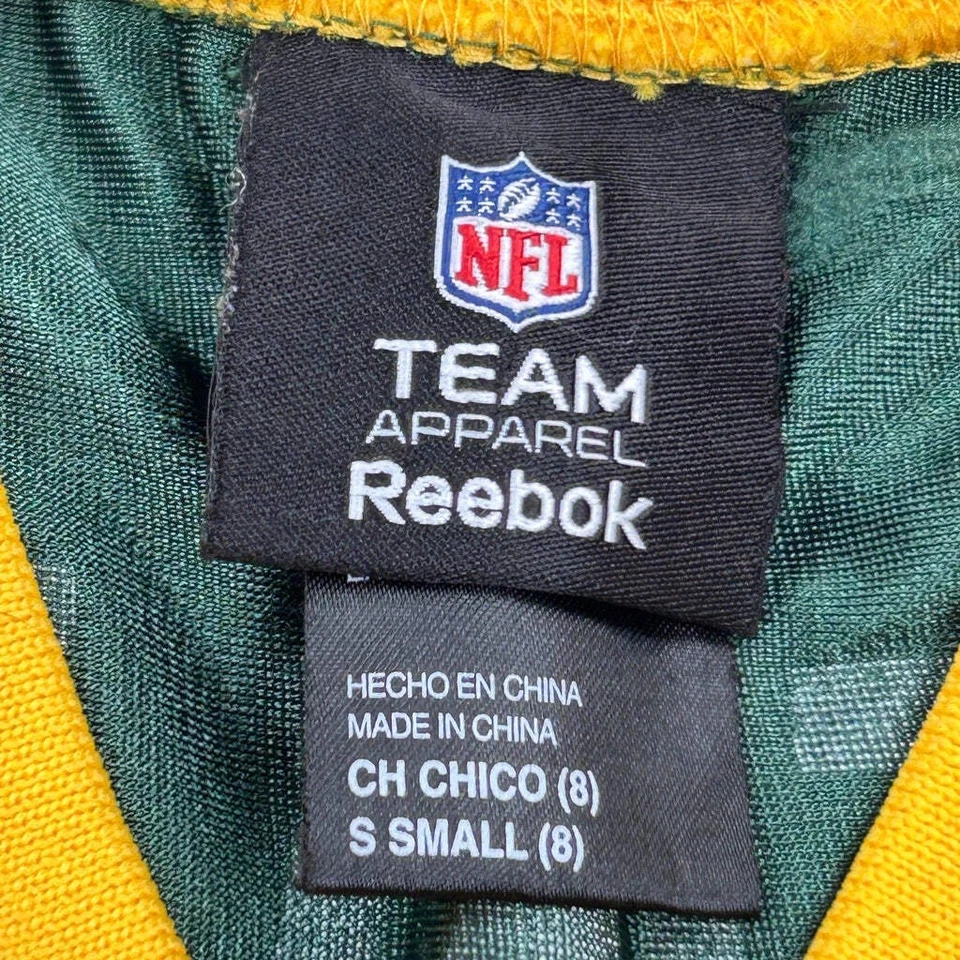 NFL
TEAM
APPAREL
Reebok
HECHO EN CHINA
MADE IN CHINA
CH CHICO (8)
S SMALL (8)